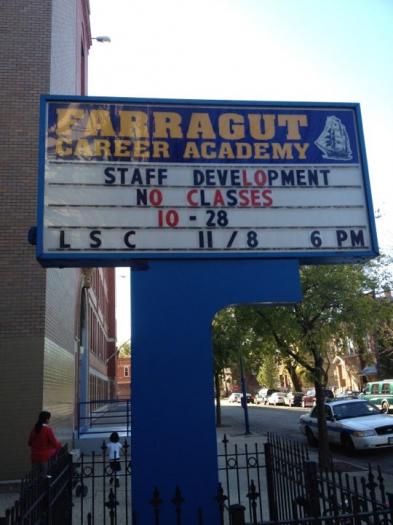 FARRAGUT
CAREER ACADEMY
STAFF DEVELOPMENT
NO CLASSES
10 - 28
LSC 11/8 6 PM